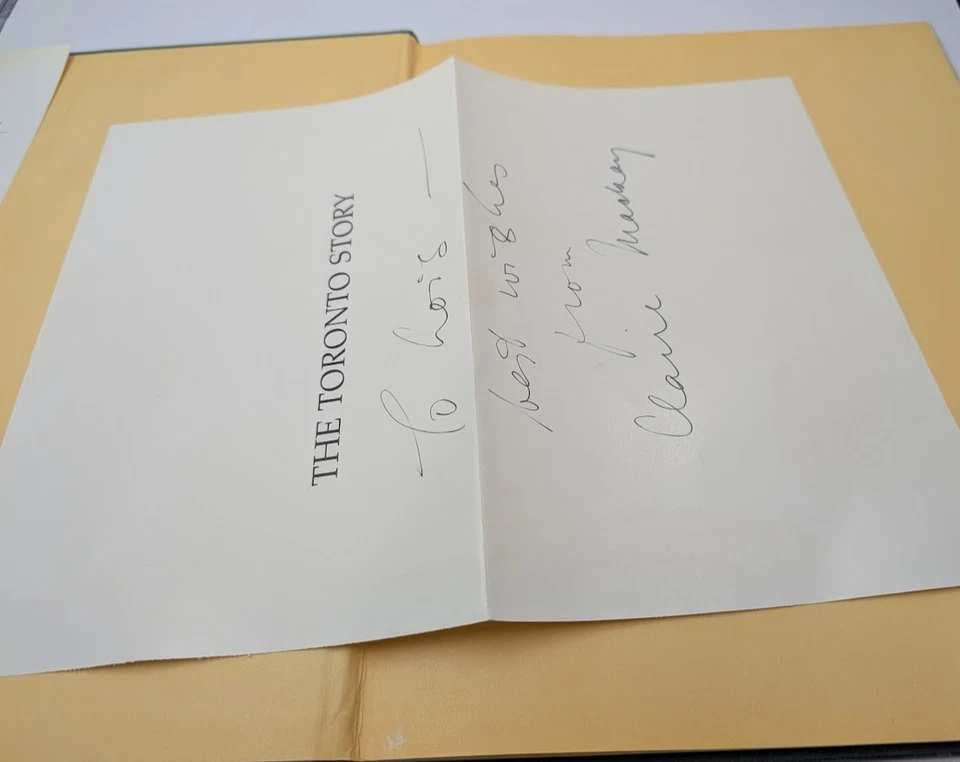 THE TORONTO STORY
To Lois —
best wishes
from
Claire Mackay